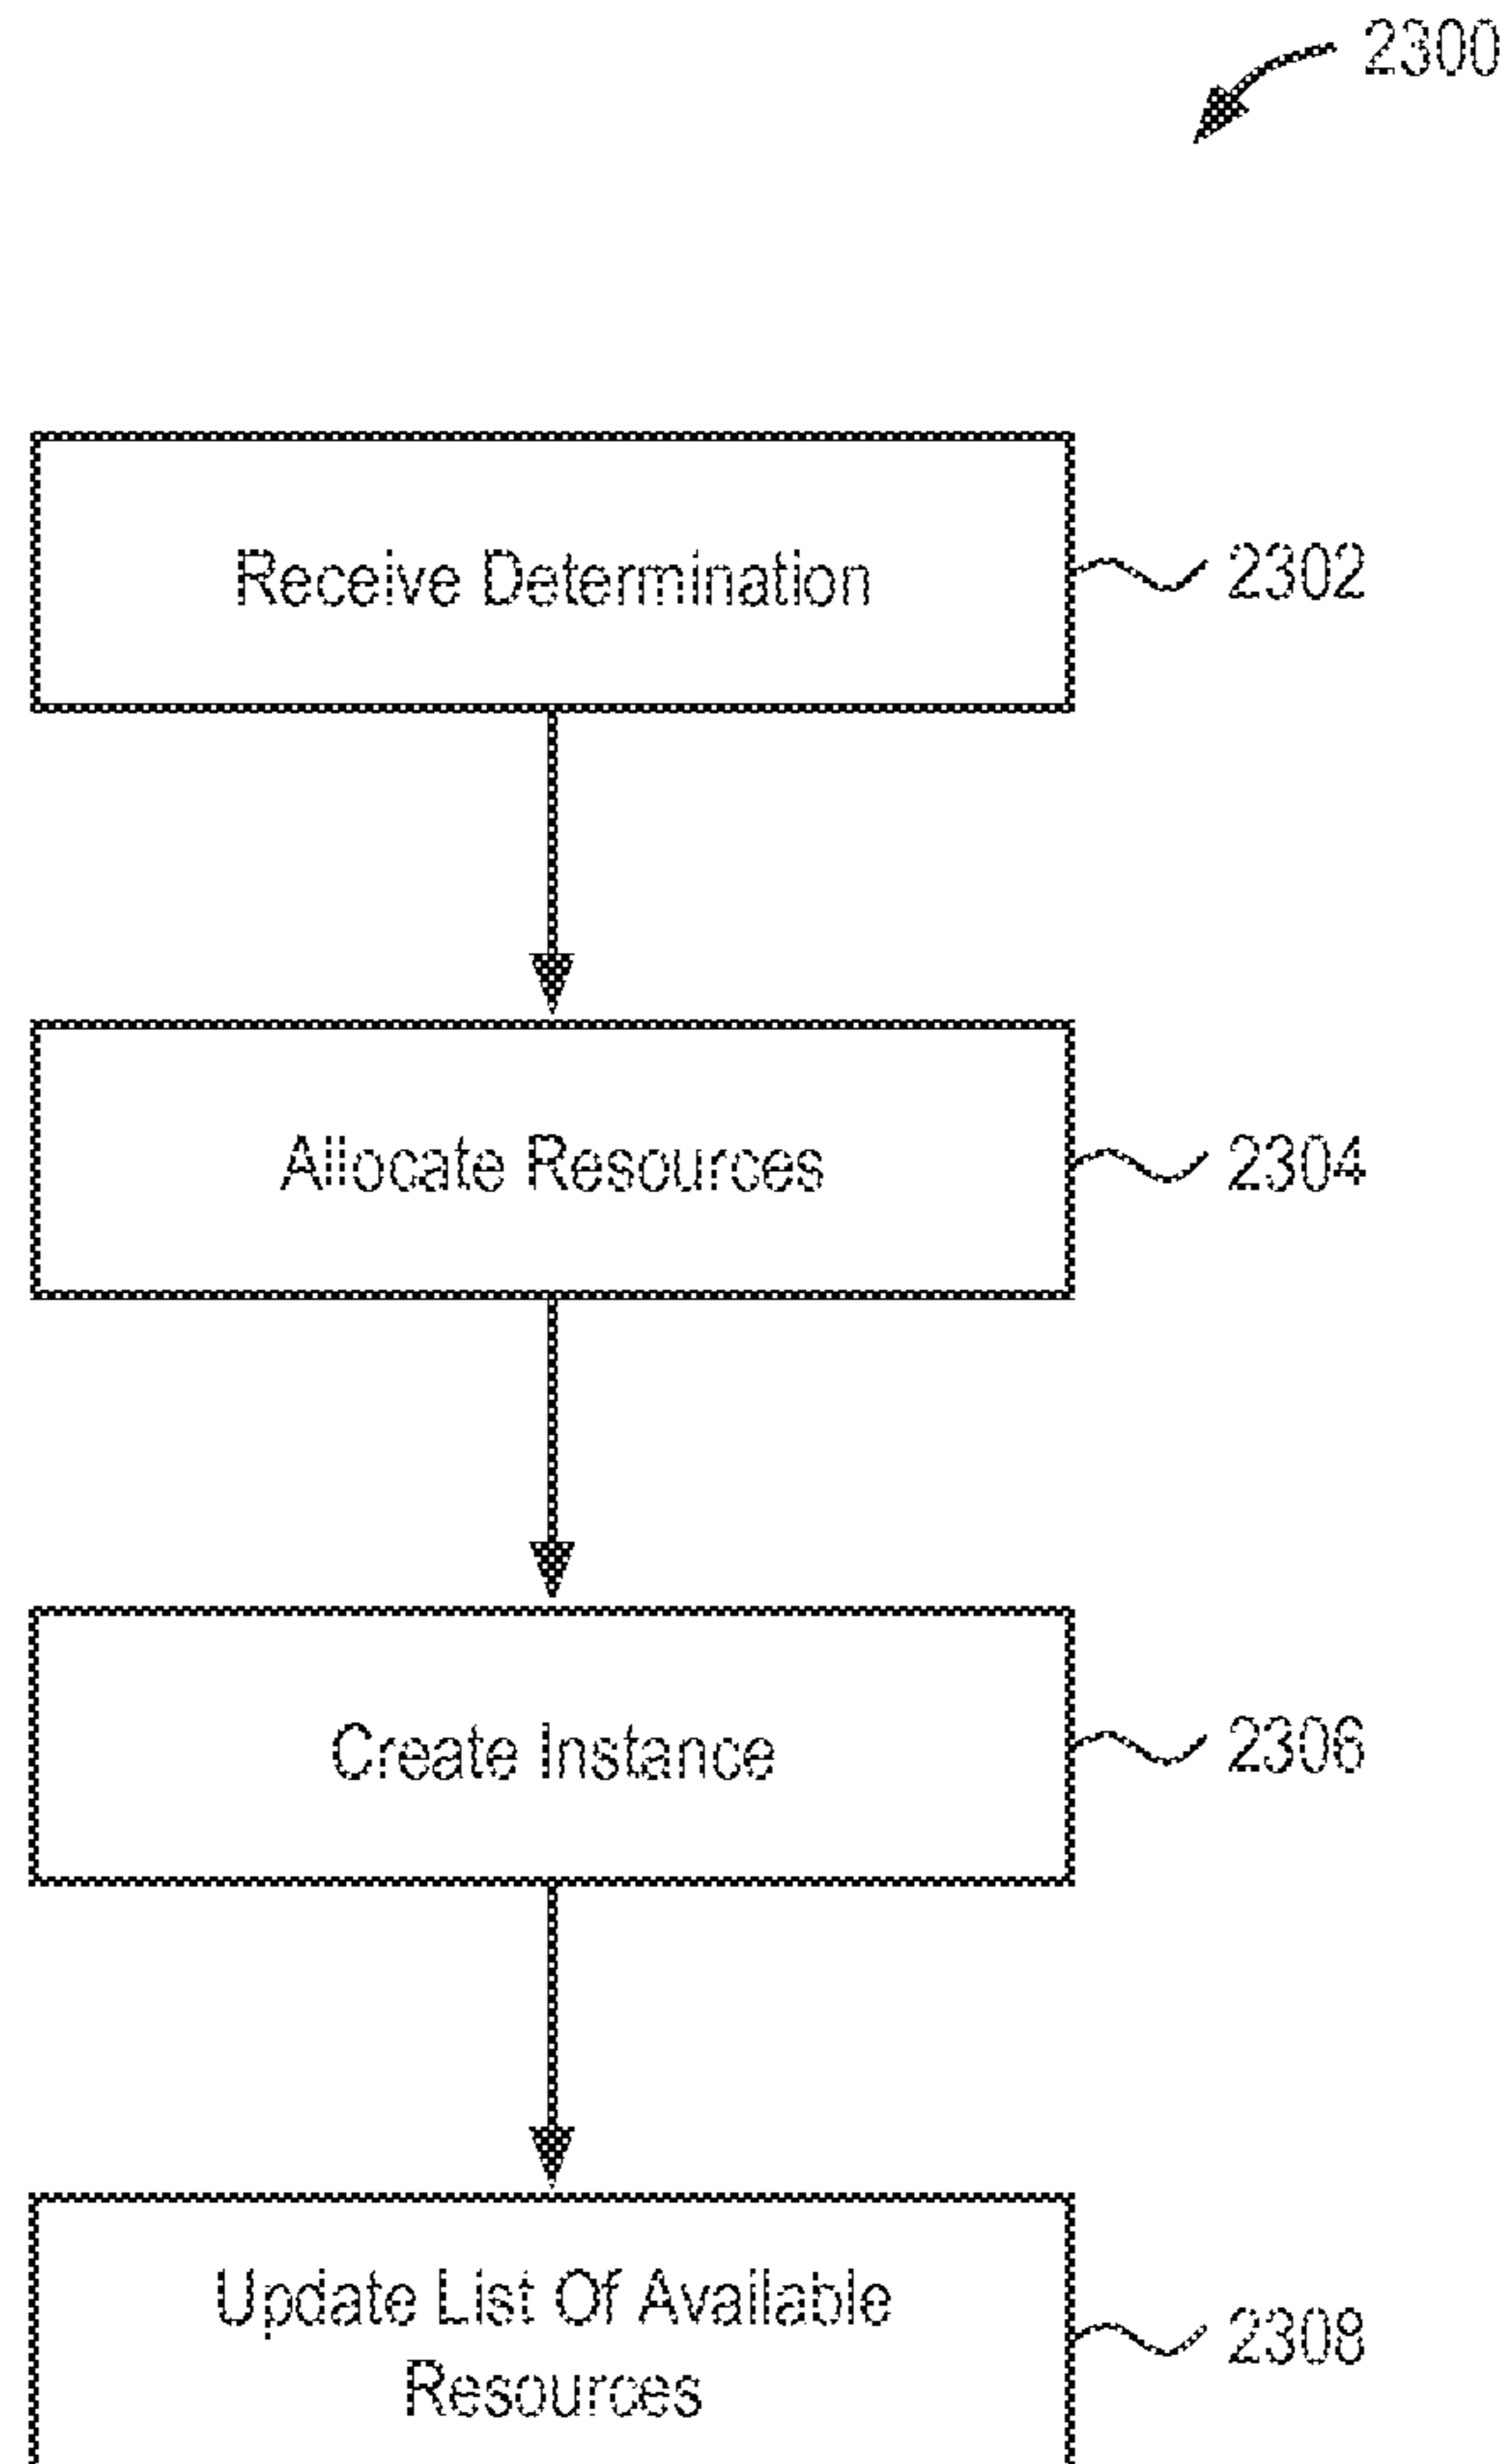 2300
Receive Determination
2302
Allocate Resources
2304
Create Instance
2306
Update List Of Available
Resources
2308